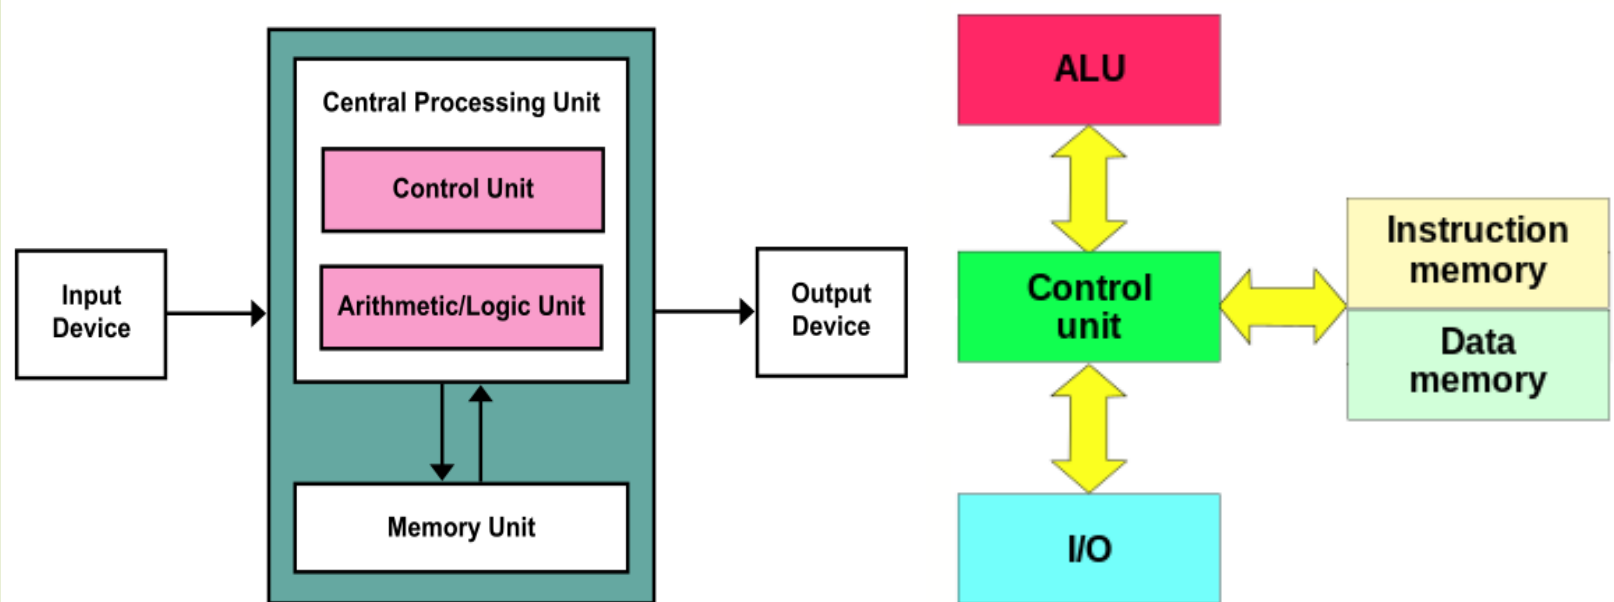 Central Processing Unit
Control Unit
Arithmetic/Logic Unit
Input
Device
Output
Device
Memory Unit
ALU
Control
unit
Instruction
memory
Data
memory
I/O